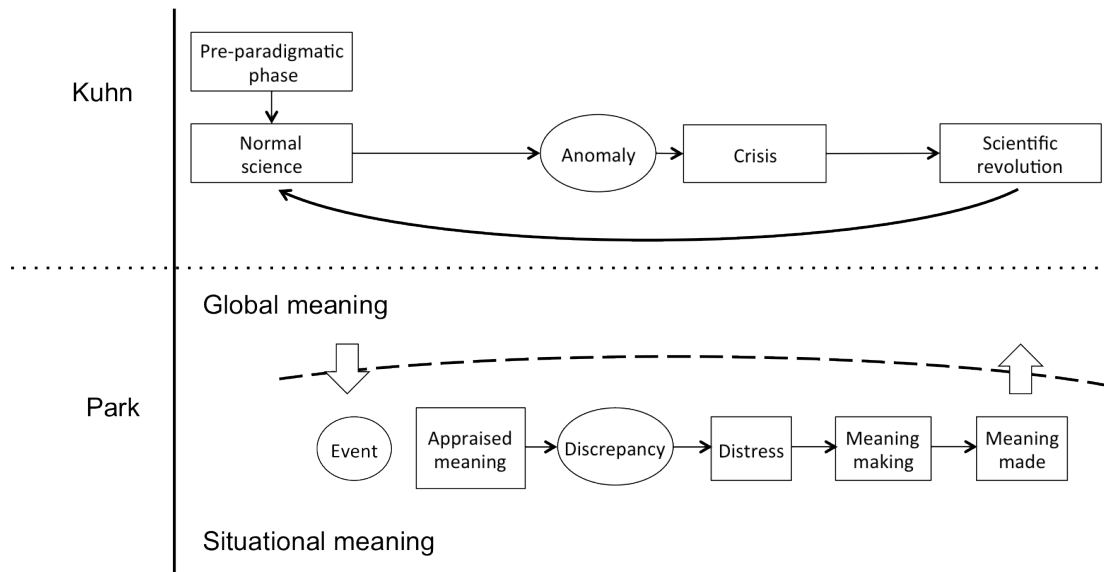 Kuhn
Pre-paradigmatic
phase
Normal
science
Anomaly
Crisis
Scientific
revolution
Park
Global meaning
Event
Appraised
meaning
Discrepancy
Distress
Meaning
making
Meaning
made
Situational meaning